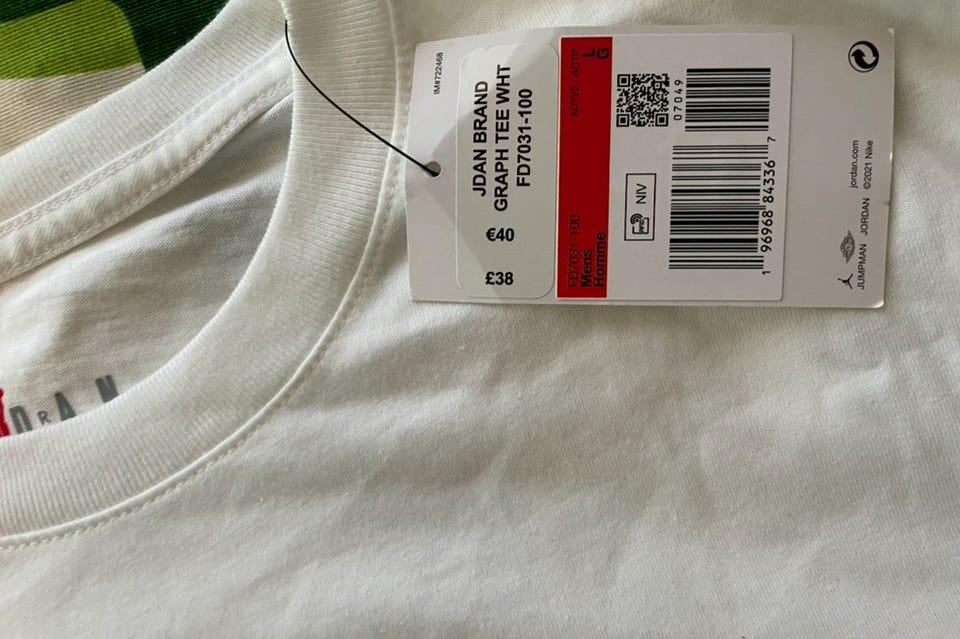 IM#722468
JDAN BRAND
GRAPH TEE WHT
FD7031-100
€40
£38
FD7031-100
Mens
Homme
ACTIVE / ACTIF
L
G
NIV
07049
1 96968 84336 7
JUMPMAN JORDAN jordan.com
©2021 Nike
DRAN